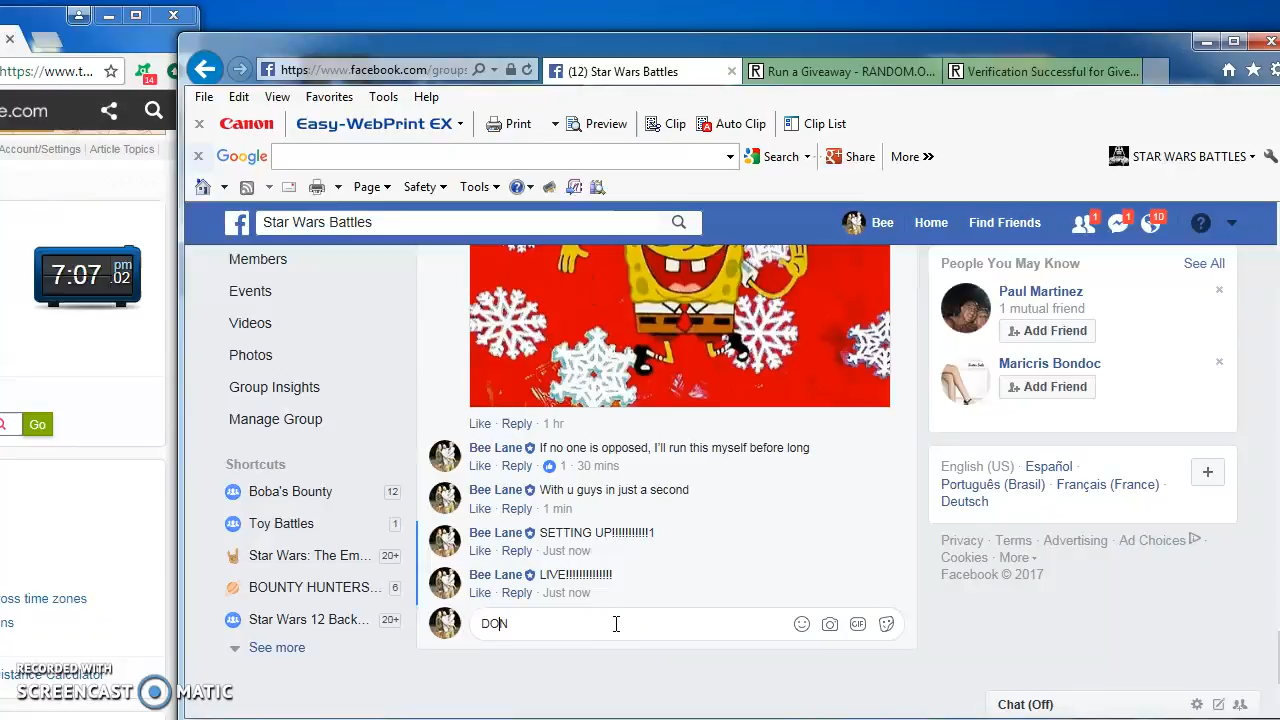 https://www.t...
14
e.com
Account/Settings | Article Topics
7:07 pm .02
Go
oss time zones
ns
istance Calculator
RECORDED WITH
SCREENCAST MATIC
https://www.facebook.com/groups
(12) Star Wars Battles
Run a Giveaway - RANDOM.O...
Verification Successful for Give...
File Edit View Favorites Tools Help
Canon Easy-WebPrint EX Print Preview Clip Auto Clip Clip List
Google Search Share More » STAR WARS BATTLES
Page Safety Tools
Star Wars Battles
Bee Home Find Friends 1 1 10
Members
Events
Videos
Photos
Group Insights
Manage Group
Shortcuts
Boba's Bounty 12
Toy Battles 1
Star Wars: The Em... 20+
BOUNTY HUNTERS... 6
Star Wars 12 Back... 20+
See more
Like · Reply · 1 hr
Bee Lane If no one is opposed, I'll run this myself before long
Like · Reply · 1 · 30 mins
Bee Lane With u guys in just a second
Like · Reply · 1 min
Bee Lane SETTING UP!!!!!!!!!!!1
Like · Reply · Just now
Bee Lane LIVE!!!!!!!!!!!!!!
Like · Reply · Just now
DON
GIF
People You May Know See All
Paul Martinez
1 mutual friend
Add Friend
Maricris Bondoc
Add Friend
English (US) · Español ·
Português (Brasil) · Français (France) ·
Deutsch
Privacy · Terms · Advertising · Ad Choices ·
Cookies · More
Facebook © 2017
Chat (Off)